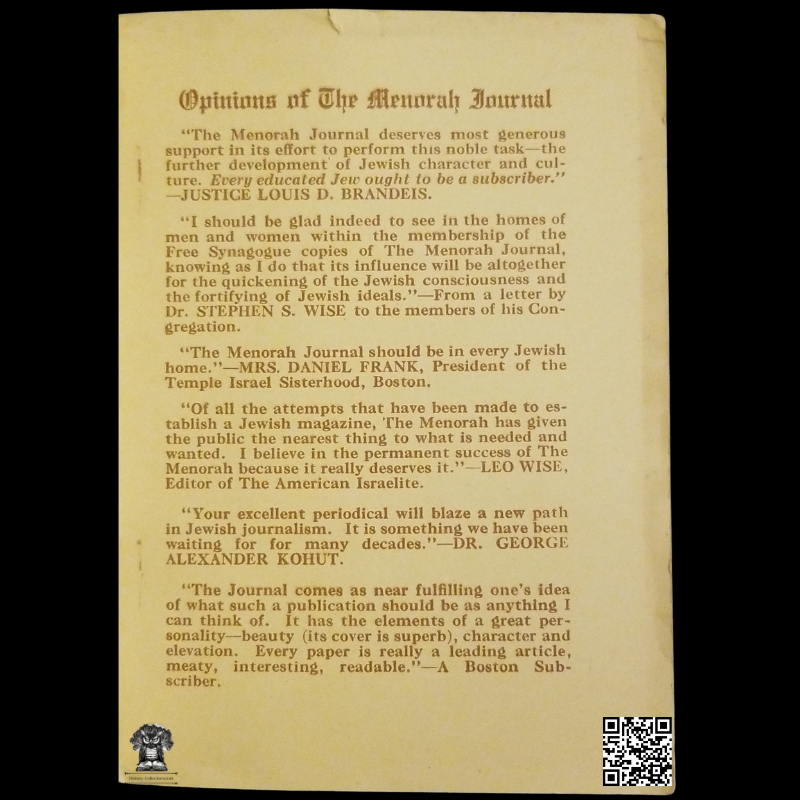 Opinions of The Menorah Journal
"The Menorah Journal deserves most generous
support in its effort to perform this noble task—the
further development of Jewish character and cul-
ture. Every educated Jew ought to be a subscriber."
—JUSTICE LOUIS D. BRANDEIS.
"I should be glad indeed to see in the homes of
men and women within the membership of the
Free Synagogue copies of The Menorah Journal,
knowing as I do that its influence will be altogether
for the quickening of the Jewish consciousness and
the fortifying of Jewish ideals."—From a letter by
Dr. STEPHEN S. WISE to the members of his Con-
gregation.
"The Menorah Journal should be in every Jewish
home."—MRS. DANIEL FRANK, President of the
Temple Israel Sisterhood, Boston.
"Of all the attempts that have been made to es-
tablish a Jewish magazine, The Menorah has given
the public the nearest thing to what is needed and
wanted. I believe in the permanent success of The
Menorah because it really deserves it."—LEO WISE,
Editor of The American Israelite.
"Your excellent periodical will blaze a new path
in Jewish journalism. It is something we have been
waiting for for many decades."—DR. GEORGE
ALEXANDER KOHUT.
"The Journal comes as near fulfilling one's idea
of what such a publication should be as anything I
can think of. It has the elements of a great per-
sonality—beauty (its cover is superb), character and
elevation. Every paper is really a leading article,
meaty, interesting, readable."—A Boston Sub-
scriber.